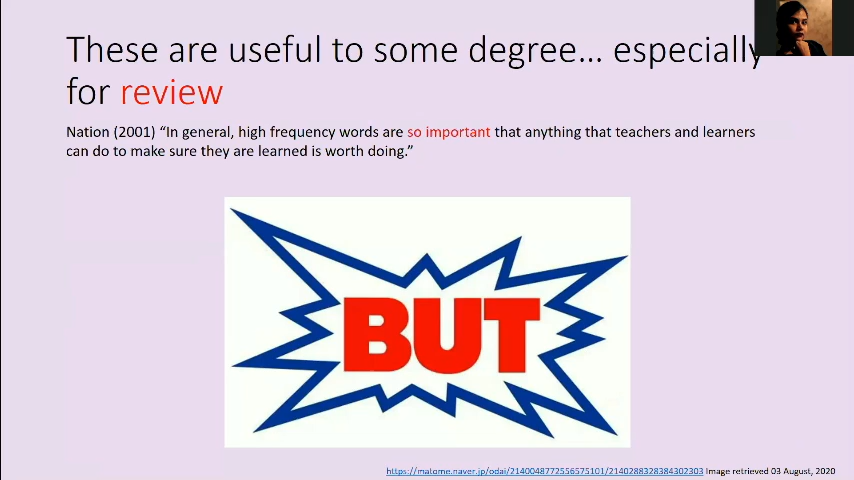 These are useful to some degree... especially
for review
Nation (2001) “In general, high frequency words are so important that anything that teachers and learners
can do to make sure they are learned is worth doing.”
BUT
https://matome.naver.jp/odai/2140048772556575101/2140288328384302303 Image retrieved 03 August, 2020